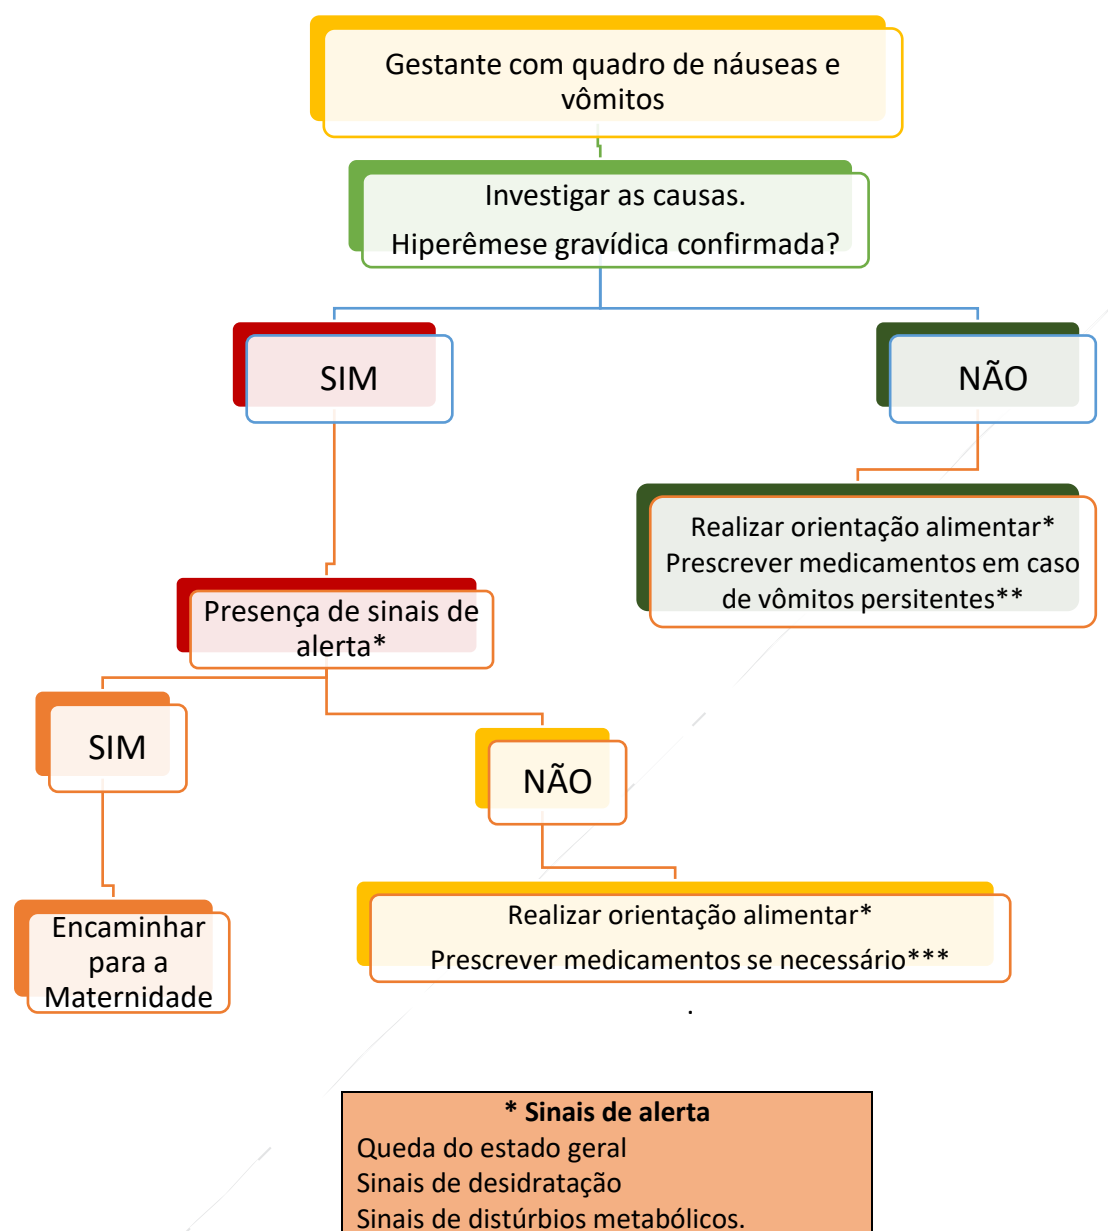 Gestante com quadro de náuseas e
vômitos
Investigar as causas.
Hiperêmese gravídica confirmada?
SIM
NÃO
Realizar orientação alimentar*
Prescrever medicamentos em caso
de vômitos persitentes**
Presença de sinais de
alerta*
SIM
NÃO
Encaminhar
para a
Maternidade
Realizar orientação alimentar*
Prescrever medicamentos se necessário***
.
* Sinais de alerta
Queda do estado geral
Sinais de desidratação
Sinais de distúrbios metabólicos.